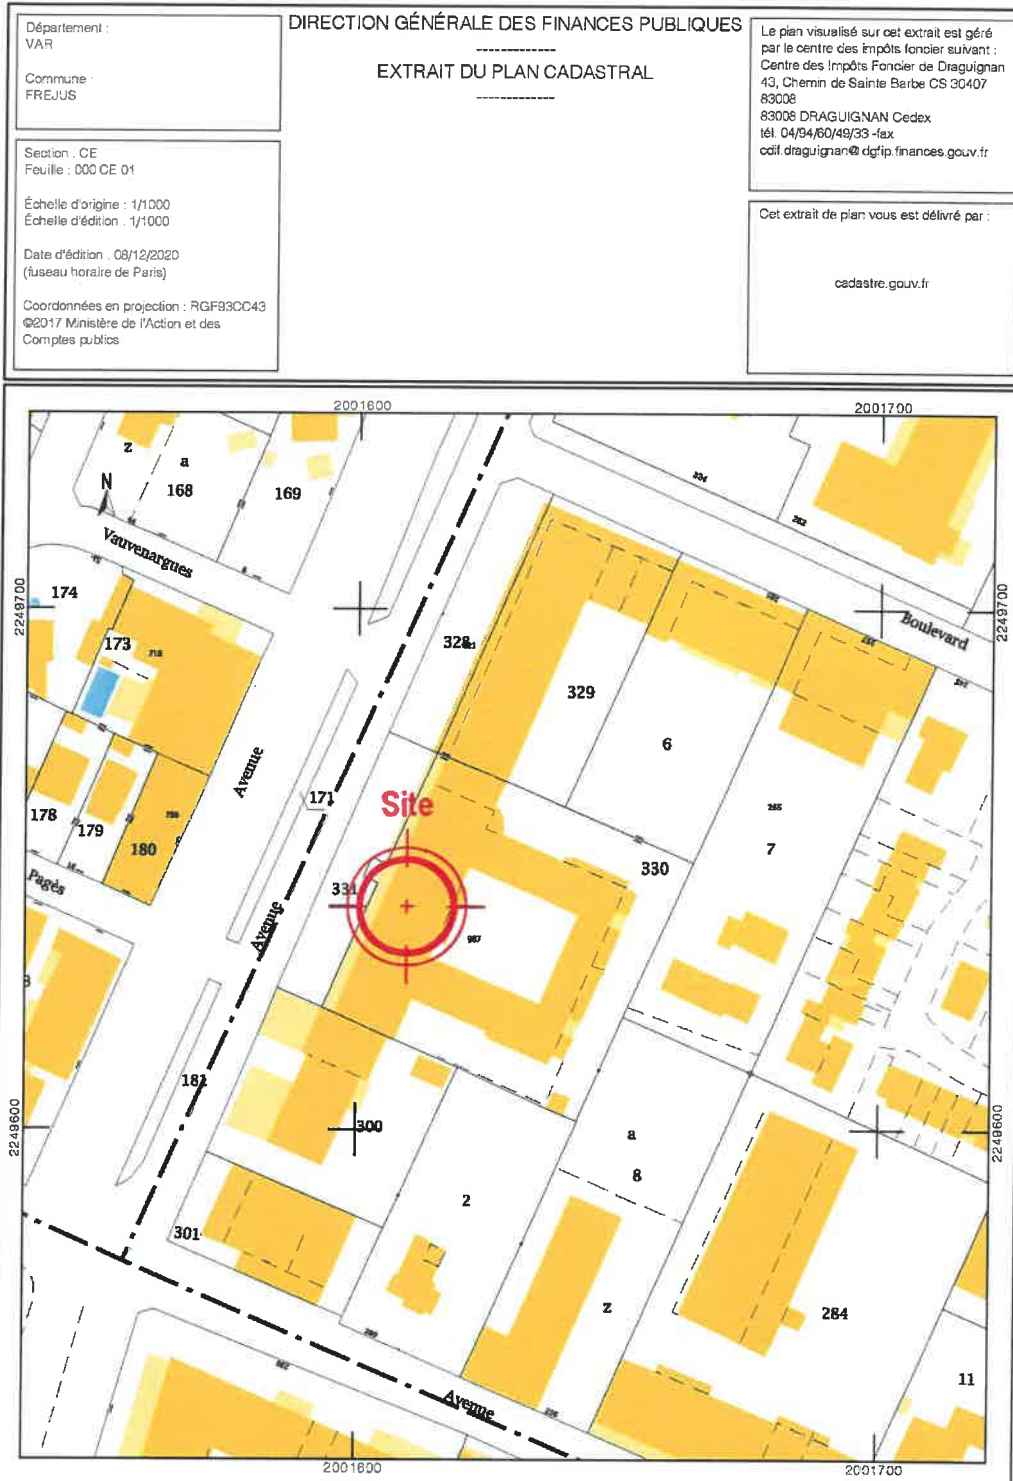 Département :
VAR
Commune :
FREJUS
Section : CE
Feuille : 000 CE 01
Échelle d'origine : 1/1000
Échelle d'édition : 1/1000
Date d'édition : 08/12/2020
(fuseau horaire de Paris)
Coordonnées en projection : RGF93CC43
©2017 Ministère de l'Action et des
Comptes publics
DIRECTION GÉNÉRALE DES FINANCES PUBLIQUES
-------------
EXTRAIT DU PLAN CADASTRAL
-------------
Le plan visualisé sur cet extrait est géré
par le centre des impôts foncier suivant :
Centre des Impôts Foncier de Draguignan
43, Chemin de Sainte Barbe CS 30407
83008
83008 DRAGUIGNAN Cedex
tél. 04/94/60/49/33 -fax
cdif.draguignan@dgfip.finances.gouv.fr
Cet extrait de plan vous est délivré par :
cadastre.gouv.fr
2001600
2001700
z
a
168
169
N
Vauvenargues
2249700
174
173
328
329
Boulevard
2249700
6
Avenue
171
Site
178
179
180
7
330
Pagès
331
Avenue
967
181
2249600
300
2249600
a
8
2
301
z
284
11
Avenue
2001600
2001700